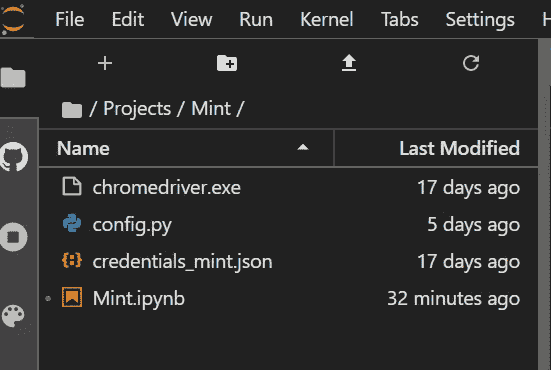 File Edit View Run Kernel Tabs Settings H
/ Projects / Mint /
Name Last Modified
chromedriver.exe 17 days ago
config.py 5 days ago
credentials_mint.json 17 days ago
Mint.ipynb 32 minutes ago